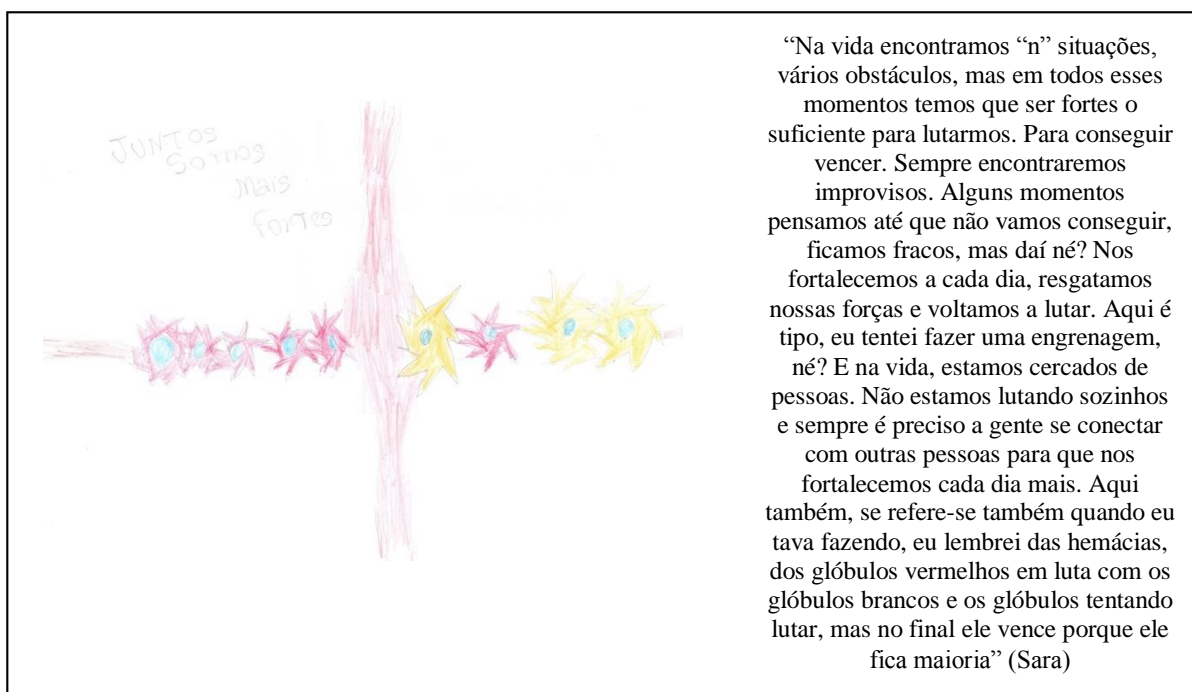 JUNTOS
Somos
mais
fortes
“Na vida encontramos “n” situações,
vários obstáculos, mas em todos esses
momentos temos que ser fortes o
suficiente para lutarmos. Para conseguir
vencer. Sempre encontraremos
improvisos. Alguns momentos
pensamos até que não vamos conseguir,
ficamos fracos, mas daí né? Nos
fortalecemos a cada dia, resgatamos
nossas forças e voltamos a lutar. Aqui é
tipo, eu tentei fazer uma engrenagem,
né? E na vida, estamos cercados de
pessoas. Não estamos lutando sozinhos
e sempre é preciso a gente se conectar
com outras pessoas para que nos
fortalecemos cada dia mais. Aqui
também, se refere-se também quando eu
tava fazendo, eu lembrei das hemácias,
dos glóbulos vermelhos em luta com os
glóbulos brancos e os glóbulos tentando
lutar, mas no final ele vence porque ele
fica maioria” (Sara)